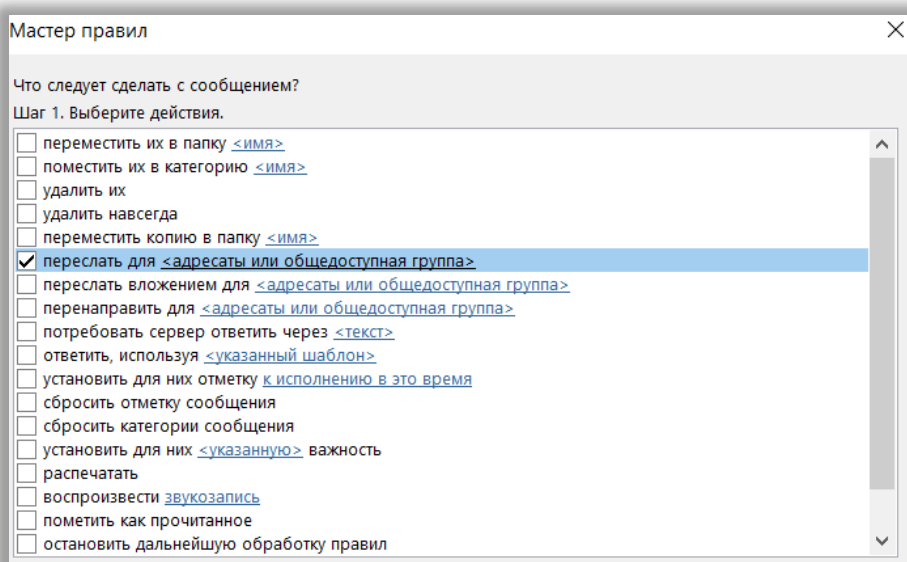 Мастер правил
Что следует сделать с сообщением?
Шаг 1. Выберите действия.
переместить их в папку <имя>
поместить их в категорию <имя>
удалить их
удалить навсегда
переместить копию в папку <имя>
переслать для <адресаты или общедоступная группа>
переслать вложением для <адресаты или общедоступная группа>
перенаправить для <адресаты или общедоступная группа>
потребовать сервер ответить через <текст>
ответить, используя <указанный шаблон>
установить для них отметку к исполнению в это время
сбросить отметку сообщения
сбросить категории сообщения
установить для них <указанную> важность
распечатать
воспроизвести звукозапись
пометить как прочитанное
остановить дальнейшую обработку правил